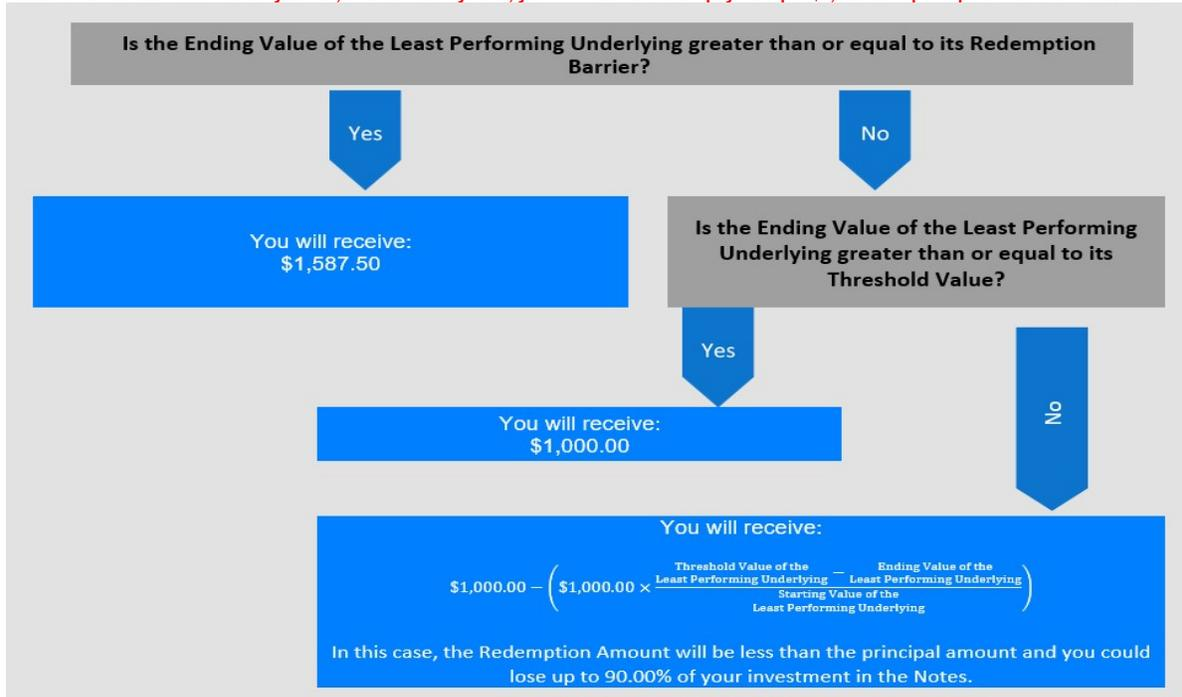 Is the Ending Value of the Least Performing Underlying greater than or equal to its Redemption
Barrier?
Yes
No
You will receive:
$1,587.50
Is the Ending Value of the Least Performing
Underlying greater than or equal to its
Threshold Value?
Yes
No
You will receive:
$1,000.00
You will receive:
$1,000.00 − ($1,000.00 × 
Threshold Value of the
Least Performing Underlying
−
Ending Value of the
Least Performing Underlying
Starting Value of the
Least Performing Underlying
)
In this case, the Redemption Amount will be less than the principal amount and you could
lose up to 90.00% of your investment in the Notes.